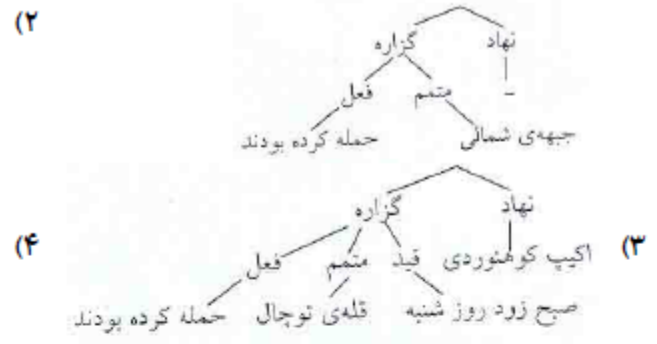 ۲)
نهاد گزاره
- متمم فعل
جبهه‌ی شمالی حمله کرده بودند
۳) ۴)
نهاد گزاره
اکیپ کوهنوردی قید متمم فعل
صبح زود روز شنبه قله‌ی توچال حمله کرده بودند